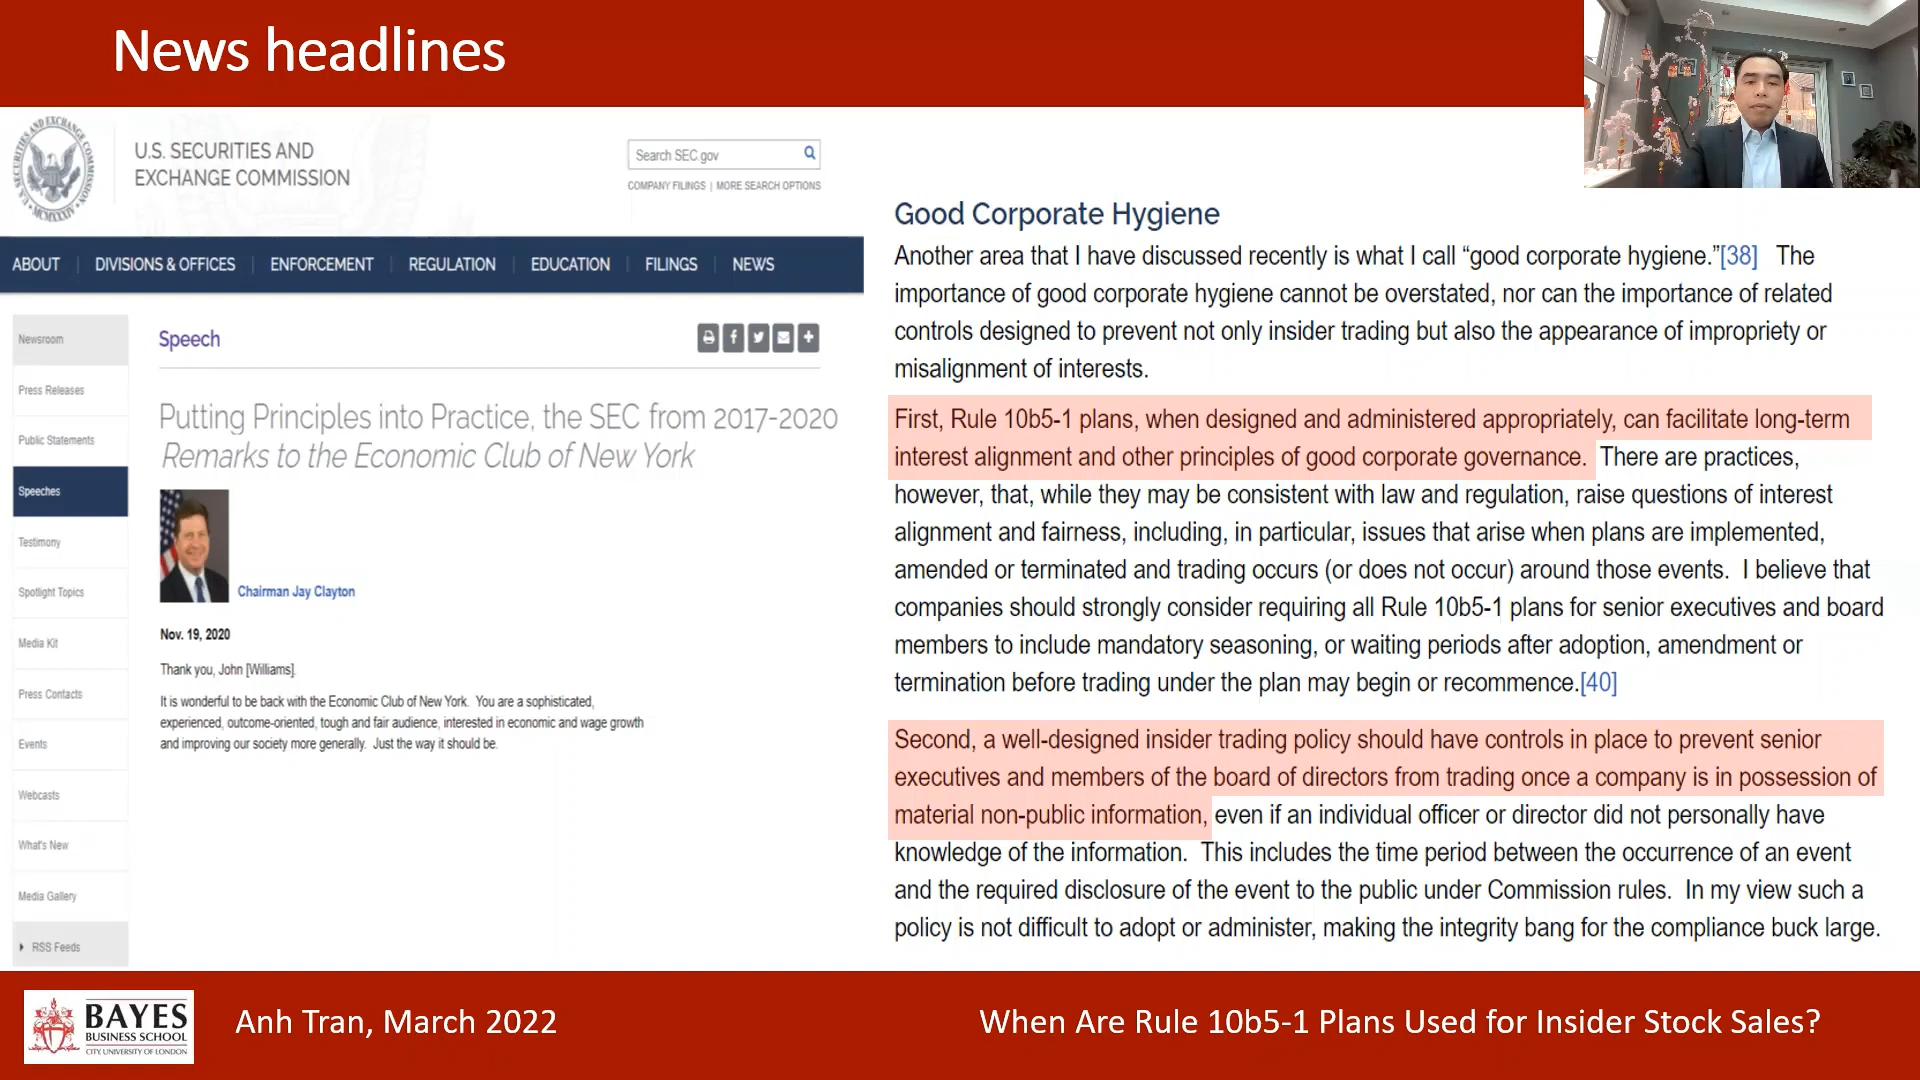 News headlines
U.S. SECURITIES AND
EXCHANGE COMMISSION
Search SEC.gov
COMPANY FILINGS | MORE SEARCH OPTIONS
ABOUT | DIVISIONS & OFFICES | ENFORCEMENT | REGULATION | EDUCATION | FILINGS | NEWS
Newsroom
Press Releases
Public Statements
Speeches
Testimony
Spotlight Topics
Media Kit
Press Contacts
Events
Webcasts
What's New
Media Gallery
RSS Feeds
Speech
Putting Principles into Practice, the SEC from 2017-2020
Remarks to the Economic Club of New York
Chairman Jay Clayton
Nov. 19, 2020
Thank you, John [Williams].
It is wonderful to be back with the Economic Club of New York. You are a sophisticated,
experienced, outcome-oriented, tough and fair audience, interested in economic and wage growth
and improving our society more generally. Just the way it should be.
Good Corporate Hygiene
Another area that I have discussed recently is what I call “good corporate hygiene.”[38] The
importance of good corporate hygiene cannot be overstated, nor can the importance of related
controls designed to prevent not only insider trading but also the appearance of impropriety or
misalignment of interests.
First, Rule 10b5-1 plans, when designed and administered appropriately, can facilitate long-term
interest alignment and other principles of good corporate governance. There are practices,
however, that, while they may be consistent with law and regulation, raise questions of interest
alignment and fairness, including, in particular, issues that arise when plans are implemented,
amended or terminated and trading occurs (or does not occur) around those events. I believe that
companies should strongly consider requiring all Rule 10b5-1 plans for senior executives and board
members to include mandatory seasoning, or waiting periods after adoption, amendment or
termination before trading under the plan may begin or recommence.[40]
Second, a well-designed insider trading policy should have controls in place to prevent senior
executives and members of the board of directors from trading once a company is in possession of
material non-public information, even if an individual officer or director did not personally have
knowledge of the information. This includes the time period between the occurrence of an event
and the required disclosure of the event to the public under Commission rules. In my view such a
policy is not difficult to adopt or administer, making the integrity bang for the compliance buck large.
BAYES
BUSINESS SCHOOL
CITY, UNIVERSITY OF LONDON
Anh Tran, March 2022
When Are Rule 10b5-1 Plans Used for Insider Stock Sales?